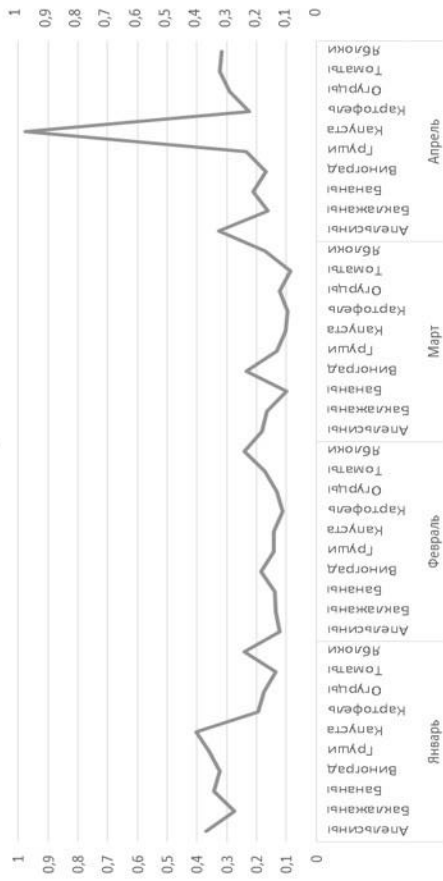 1 1
0,9 0,9
0,8 0,8
0,7 0,7
0,6 0,6
0,5 0,5
0,4 0,4
0,3 0,3
0,2 0,2
0,1 0,1
0 0
Апельсины
Баклажаны
Бананы
Виноград
Груши
Капуста
Картофель
Огурцы
Томаты
Яблоки
Апельсины
Баклажаны
Бананы
Виноград
Груши
Капуста
Картофель
Огурцы
Томаты
Яблоки
Апельсины
Баклажаны
Бананы
Виноград
Груши
Капуста
Картофель
Огурцы
Томаты
Яблоки
Апельсины
Баклажаны
Бананы
Виноград
Груши
Капуста
Картофель
Огурцы
Томаты
Яблоки
Январь Февраль Март Апрель